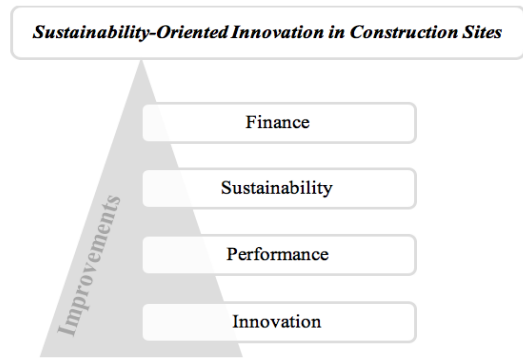 Sustainability-Oriented Innovation in Construction Sites
Finance
Sustainability
Performance
Innovation
Improvements